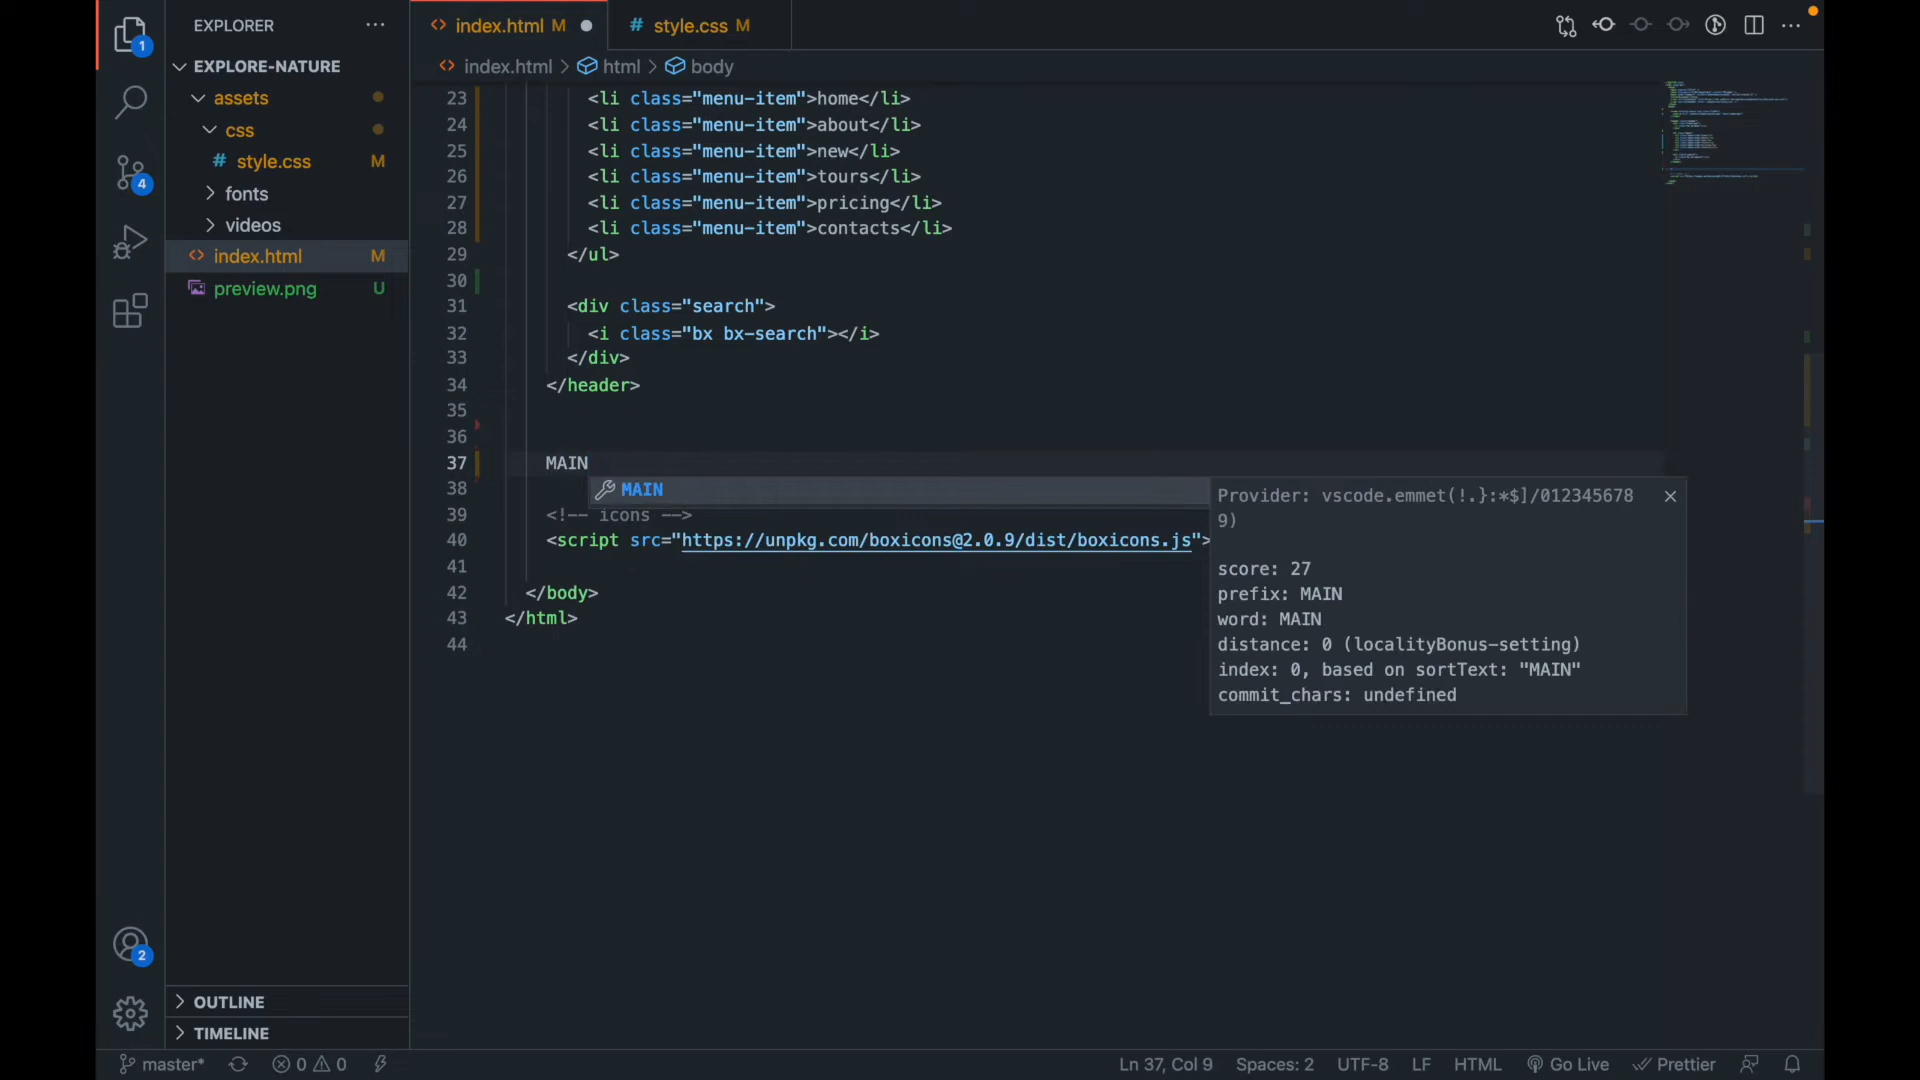 EXPLORER
index.html M
# style.css M
EXPLORE-NATURE
index.html > html > body
assets
css
# style.css M
fonts
videos
index.html M
preview.png U
1
4
2
23 <li class="menu-item">home</li>
24 <li class="menu-item">about</li>
25 <li class="menu-item">new</li>
26 <li class="menu-item">tours</li>
27 <li class="menu-item">pricing</li>
28 <li class="menu-item">contacts</li>
29 </ul>
30
31 <div class="search">
32 <i class="bx bx-search"></i>
33 </div>
34 </header>
35
36
37 MAIN
38 MAIN
39 <!-- icons -->
40 <script src="https://unpkg.com/boxicons@2.0.9/dist/boxicons.js">
41
42 </body>
43 </html>
44
Provider: vscode.emmet(!.}:*$]/012345678
9)
score: 27
prefix: MAIN
word: MAIN
distance: 0 (localityBonus-setting)
index: 0, based on sortText: "MAIN"
commit_chars: undefined
OUTLINE
TIMELINE
master* 0 0 Ln 37, Col 9 Spaces: 2 UTF-8 LF HTML Go Live Prettier